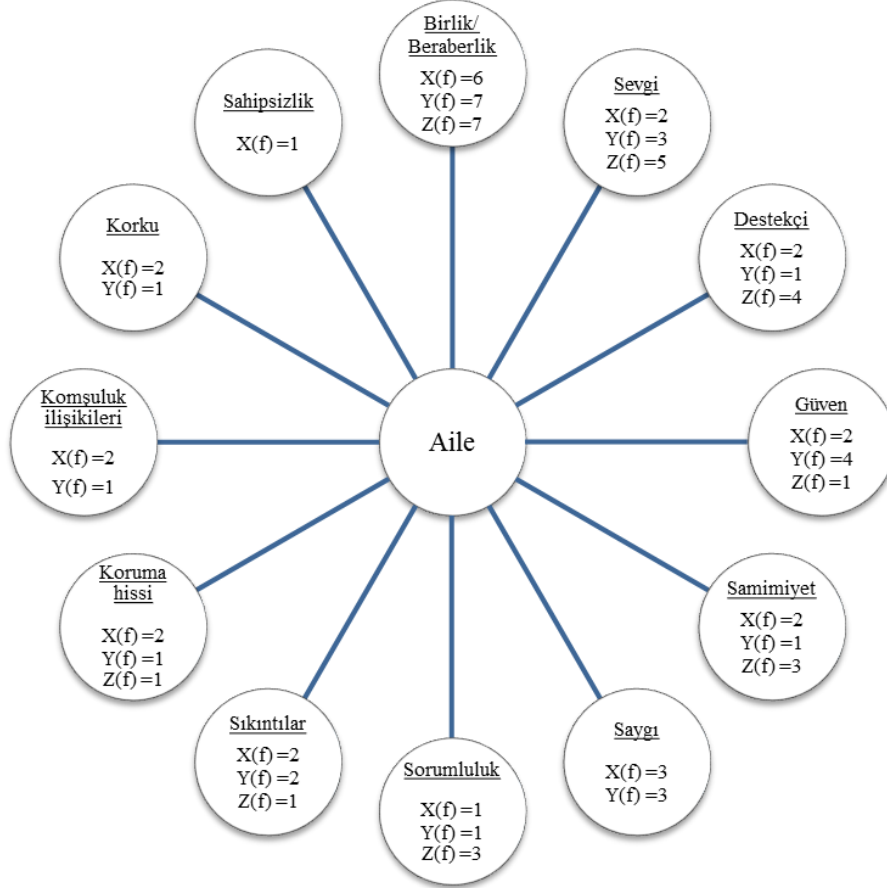 Birlik/
Beraberlik
X(f) =6
Y(f) =7
Z(f) =7
Sevgi
X(f) =2
Y(f) =3
Z(f) =5
Destekçi
X(f) =2
Y(f) =1
Z(f) =4
Güven
X(f) =2
Y(f) =4
Z(f) =1
Samimiyet
X(f) =2
Y(f) =1
Z(f) =3
Saygı
X(f) =3
Y(f) =3
Sorumluluk
X(f) =1
Y(f) =1
Z(f) =3
Sıkıntılar
X(f) =2
Y(f) =2
Z(f) =1
Koruma
hissi
X(f) =2
Y(f) =1
Z(f) =1
Komşuluk
ilişikileri
X(f) =2
Y(f) =1
Korku
X(f) =2
Y(f) =1
Sahipsizlik
X(f) =1
Aile